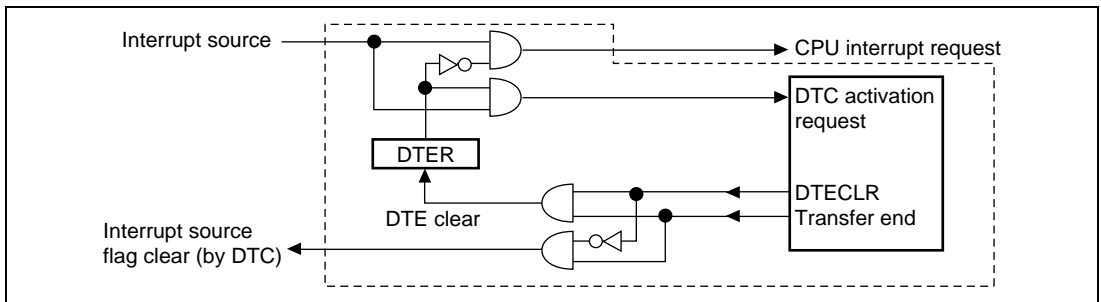 Interrupt source
CPU interrupt request
DTC activation
request
DTER
DTECLR
DTE clear
Transfer end
Interrupt source
flag clear (by DTC)